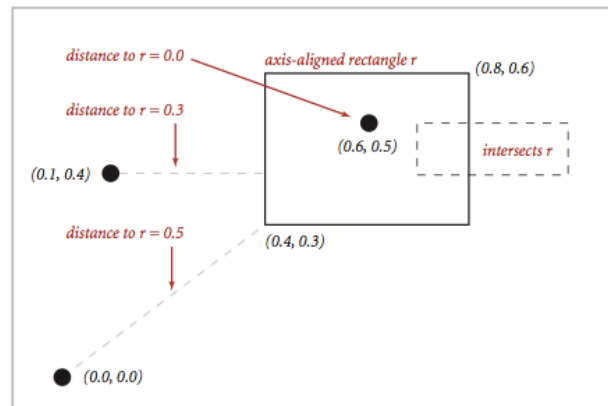 distance to r = 0.0
axis-aligned rectangle r
(0.8, 0.6)
distance to r = 0.3
(0.6, 0.5)
intersects r
(0.1, 0.4)
distance to r = 0.5
(0.4, 0.3)
(0.0, 0.0)